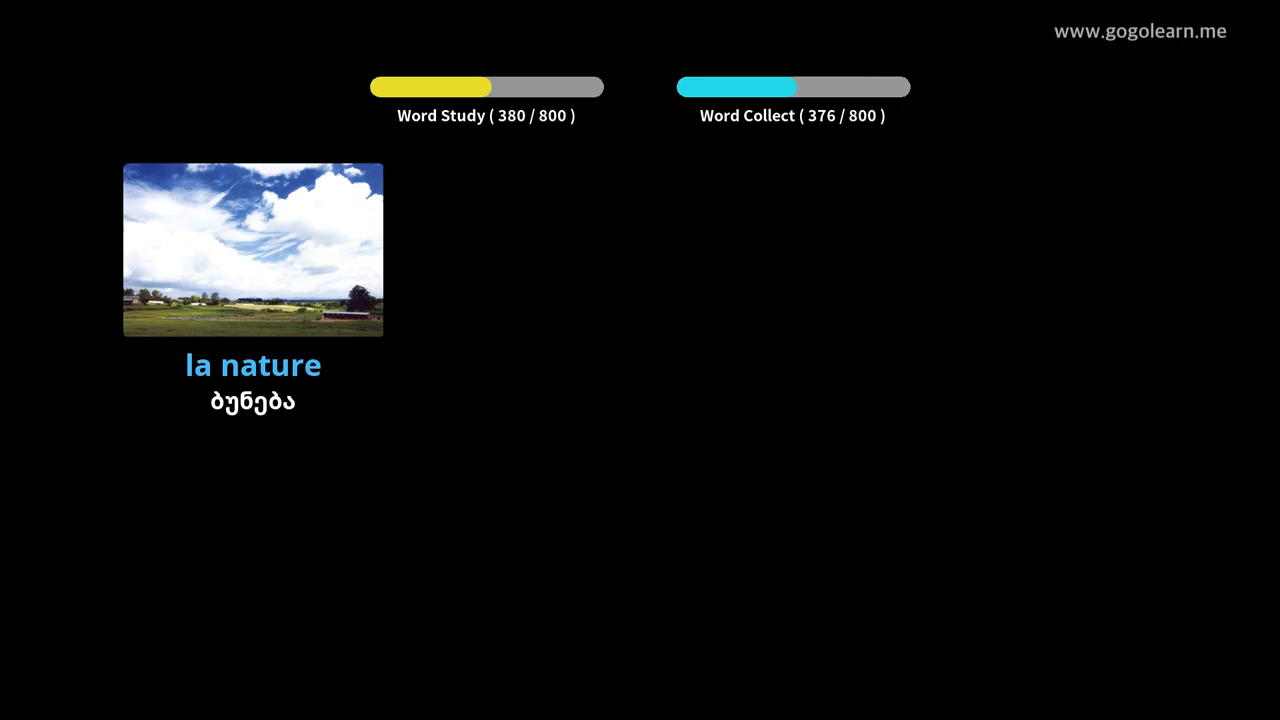 www.gogolearn.me
Word Study ( 380 / 800 )
Word Collect ( 376 / 800 )
la nature
ბუნება